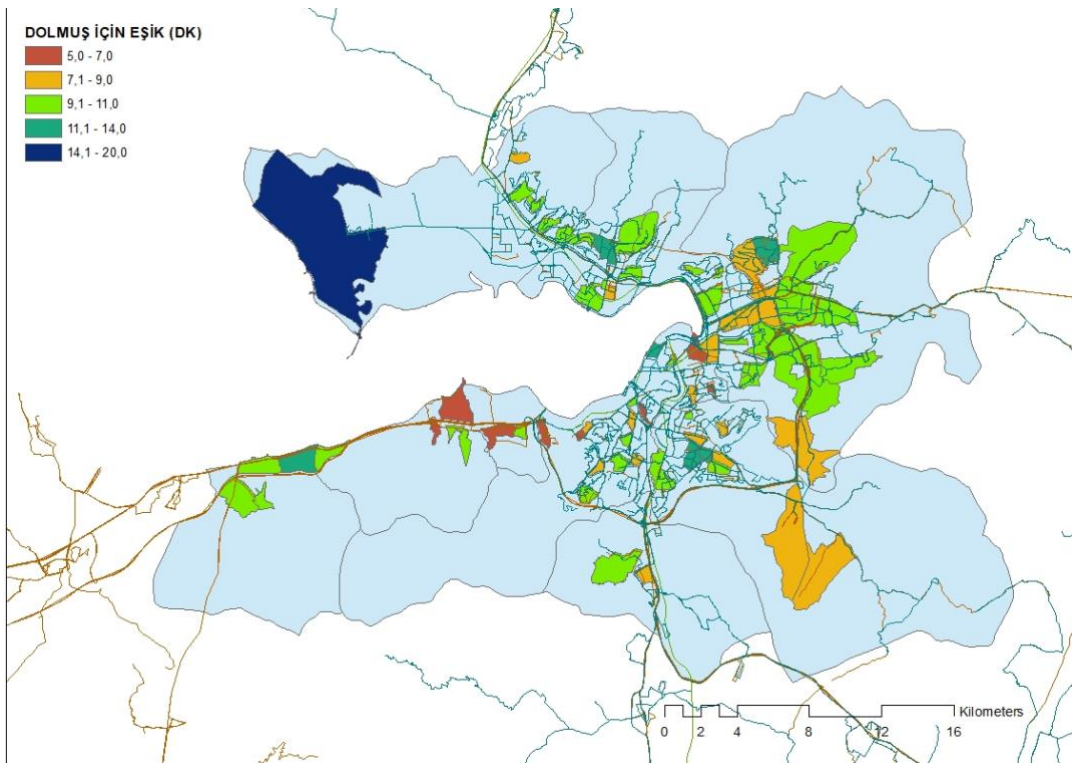 DOLMUŞ İÇİN EŞİK (DK)
5,0 - 7,0
7,1 - 9,0
9,1 - 11,0
11,1 - 14,0
14,1 - 20,0
Kilometers
0 2 4 8 12 16